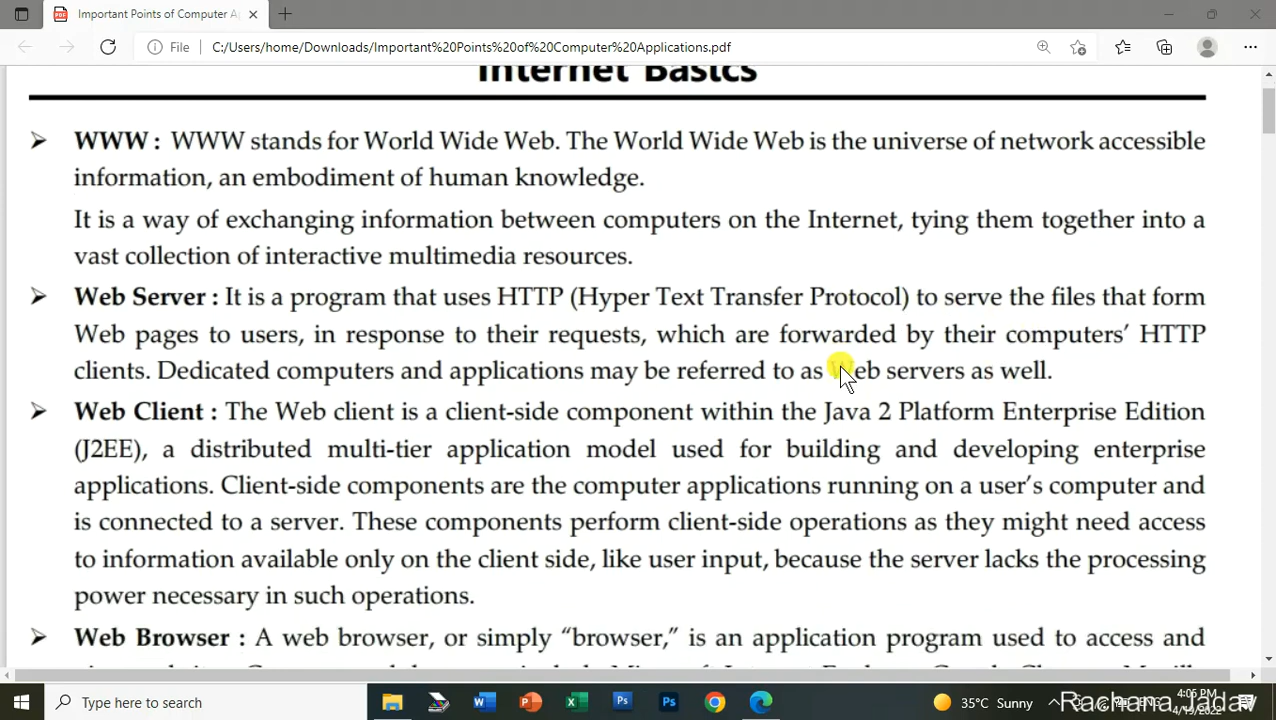 Important Points of Computer A
File C:/Users/home/Downloads/Important%20Points%20of%20Computer%20Applications.pdf
Internet Basics
➢ WWW : WWW stands for World Wide Web. The World Wide Web is the universe of network accessible
information, an embodiment of human knowledge.
It is a way of exchanging information between computers on the Internet, tying them together into a
vast collection of interactive multimedia resources.
➢ Web Server : It is a program that uses HTTP (Hyper Text Transfer Protocol) to serve the files that form
Web pages to users, in response to their requests, which are forwarded by their computers’ HTTP
clients. Dedicated computers and applications may be referred to as Web servers as well.
➢ Web Client : The Web client is a client-side component within the Java 2 Platform Enterprise Edition
(J2EE), a distributed multi-tier application model used for building and developing enterprise
applications. Client-side components are the computer applications running on a user’s computer and
is connected to a server. These components perform client-side operations as they might need access
to information available only on the client side, like user input, because the server lacks the processing
power necessary in such operations.
➢ Web Browser : A web browser, or simply “browser,” is an application program used to access and
Type here to search
35°C Sunny
4:05 PM
Rachana Jadav